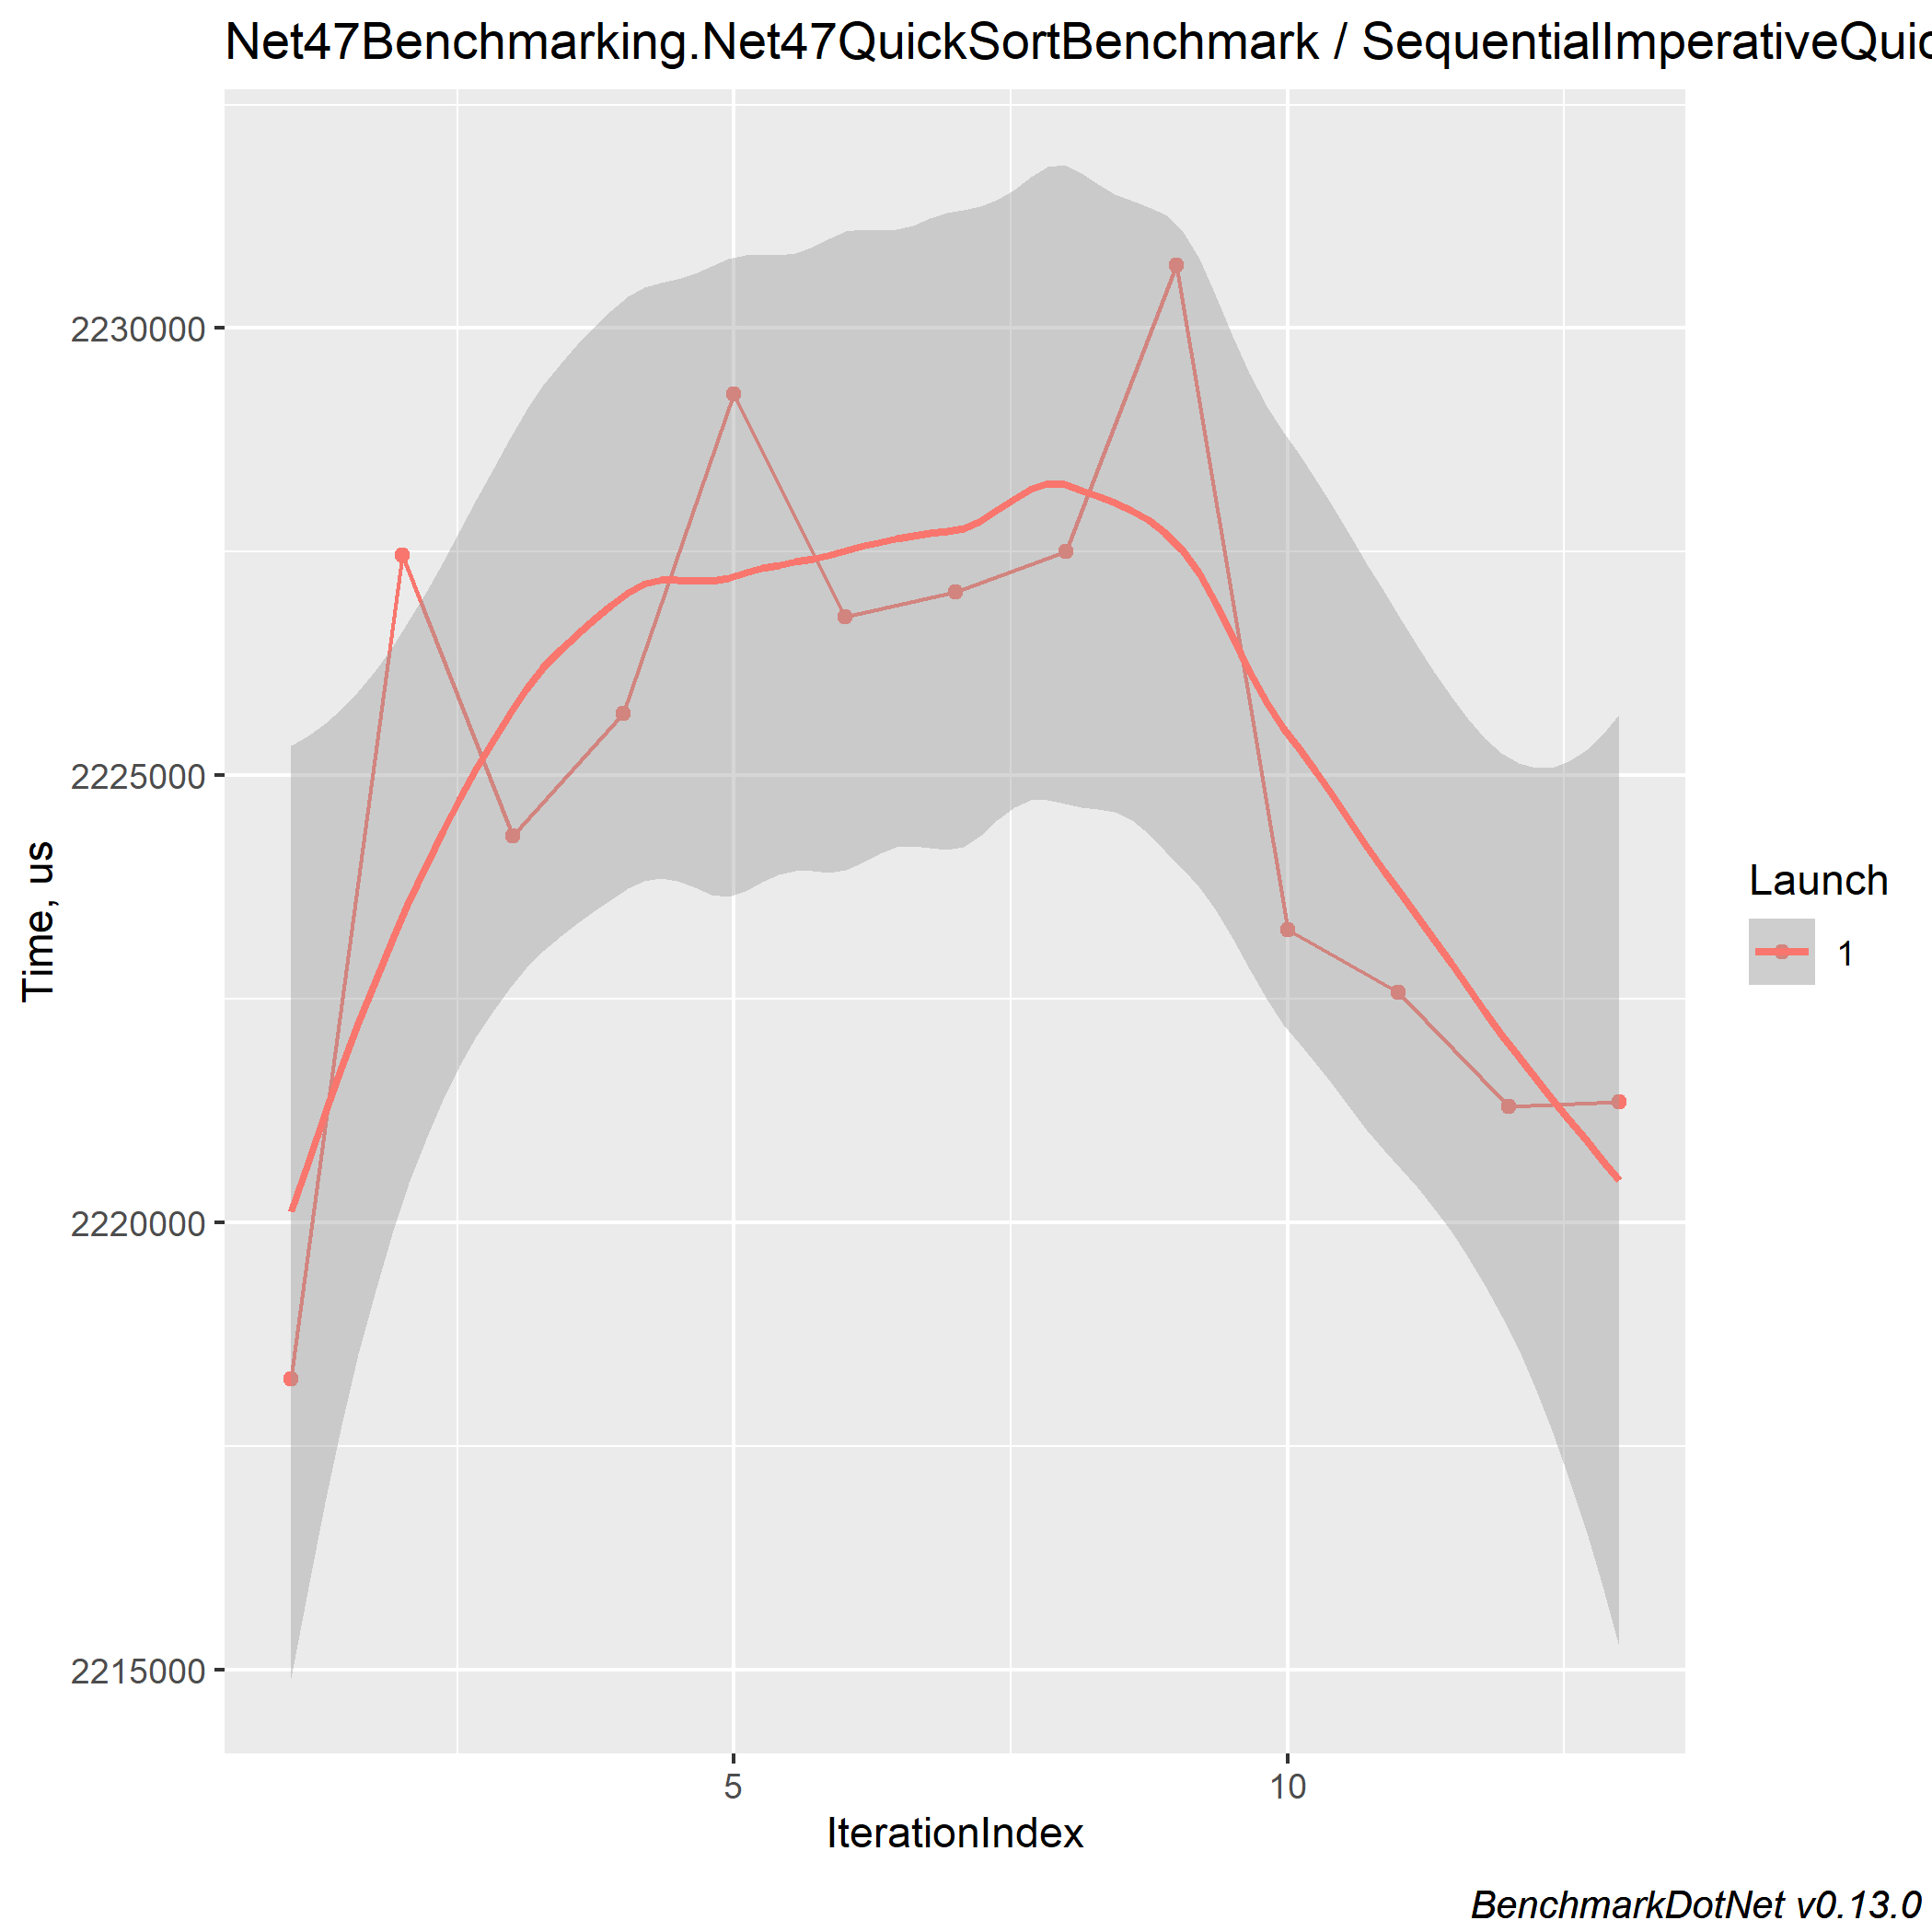 Net47Benchmarking.Net47QuickSortBenchmark / SequentialImperativeQuic
2230000
2225000
2220000
2215000
Time, us
5
10
IterationIndex
Launch
1
BenchmarkDotNet v0.13.0